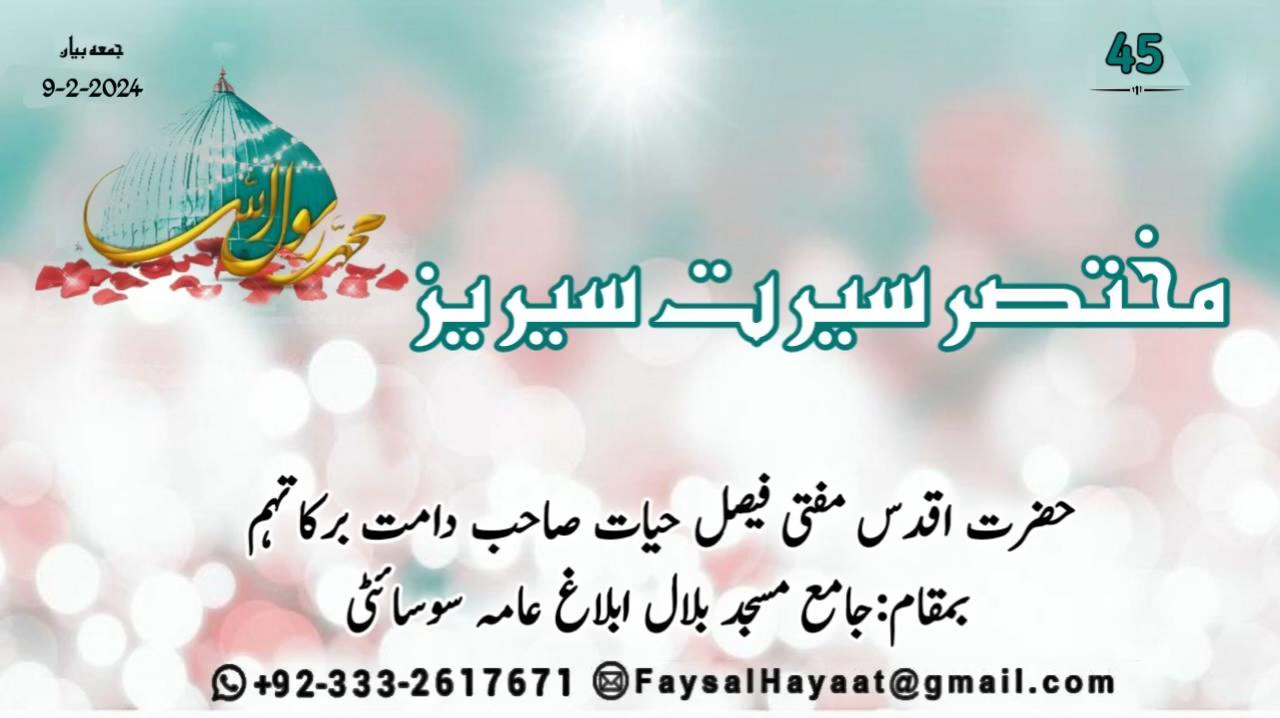 جمعہ بیان
9-2-2024
45
محمد رسول اللہ
مختصر سیرت سیریز
حضرت اقدس مفتی فیصل حیات صاحب دامت برکاتہم
بمقام: جامع مسجد بلال ابلاغ عامہ سوسائٹی
+92-333-2617671 FaysalHayaat@gmail.com